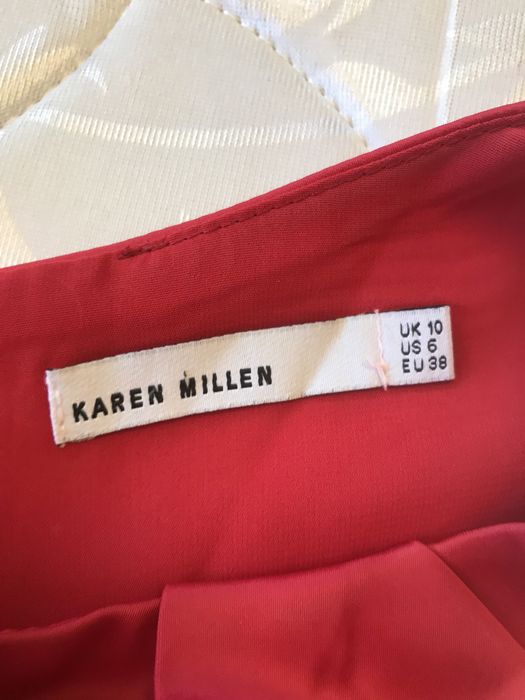 KAREN MILLEN
UK 10
US 6
EU 38